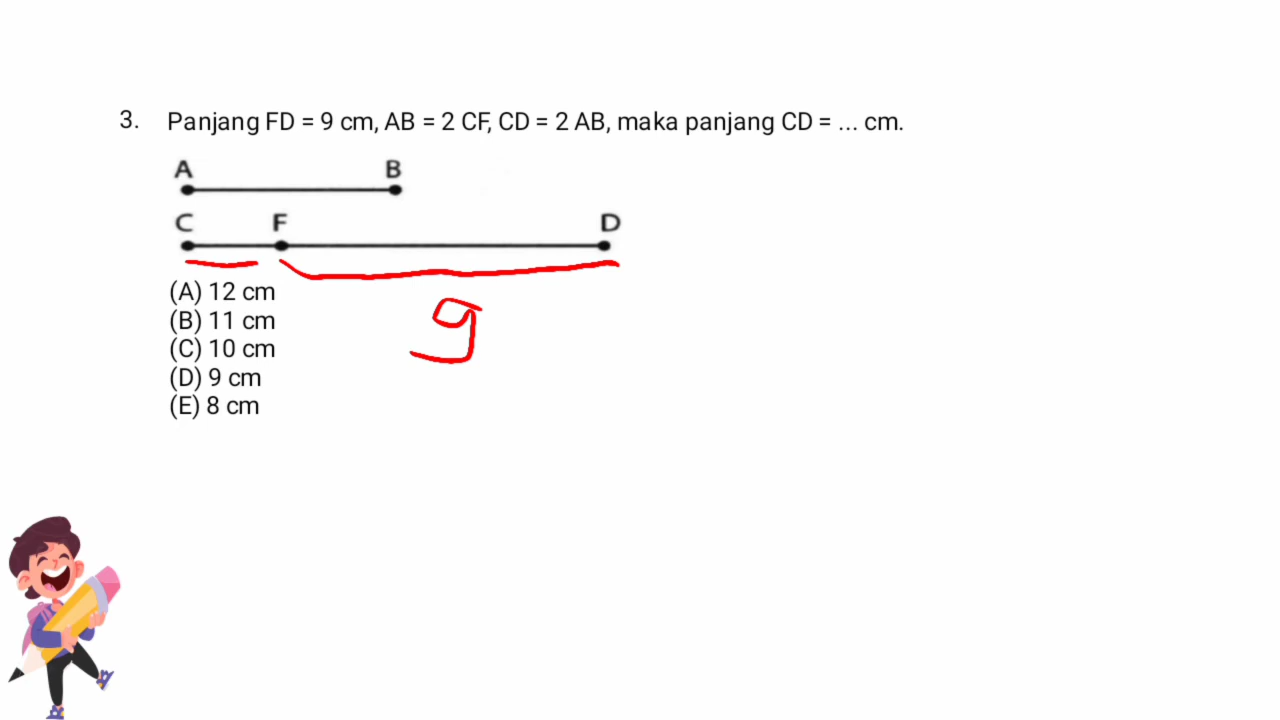 3. Panjang FD = 9 cm, AB = 2 CF, CD = 2 AB, maka panjang CD = ... cm.
A B
C F D
(A) 12 cm
9
(B) 11 cm
(C) 10 cm
(D) 9 cm
(E) 8 cm